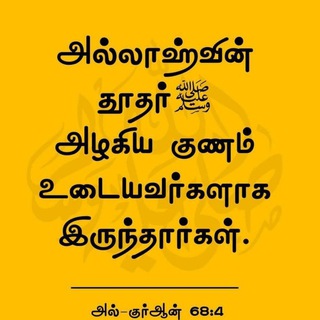 அல்லாஹ்வின்
தூதர் ﷺ
அழகிய குணம்
உடையவர்களாக
இருந்தார்கள்.
அல்-குர்ஆன் 68:4